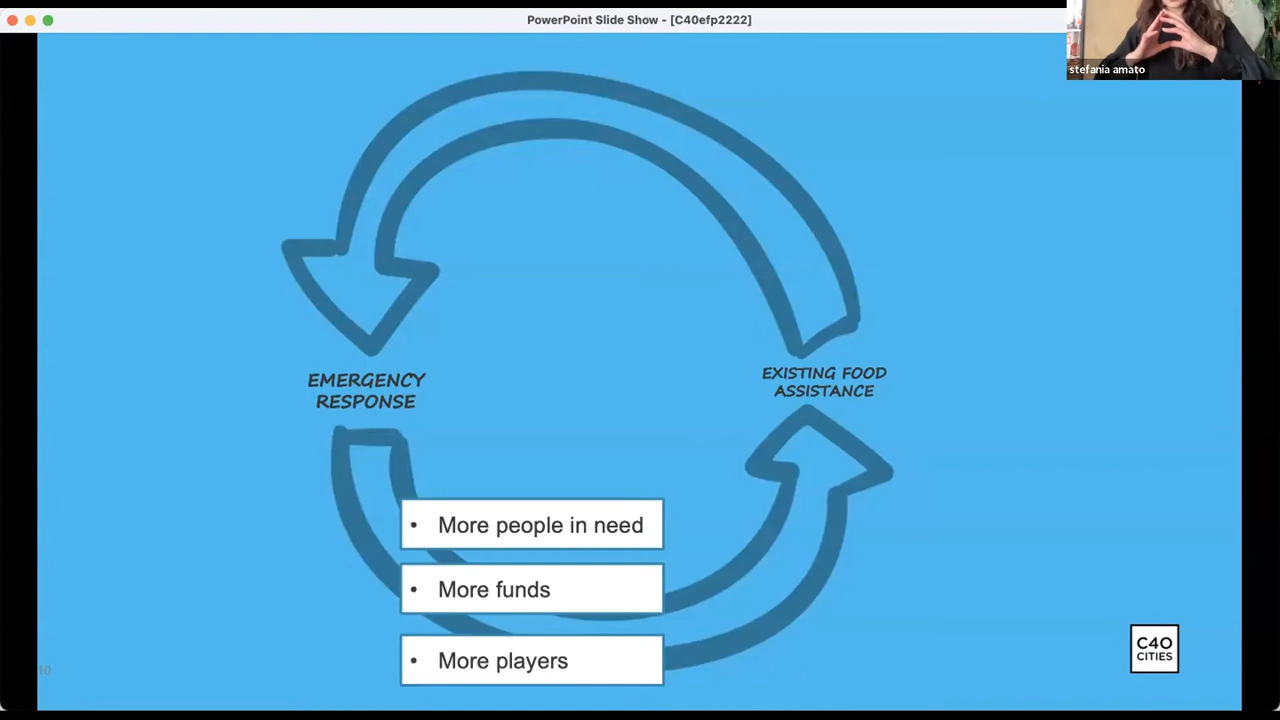 PowerPoint Slide Show - [C40efp2222]
stefania amato
EMERGENCY
RESPONSE
EXISTING FOOD
ASSISTANCE
• More people in need
• More funds
• More players
C40
CITIES
10